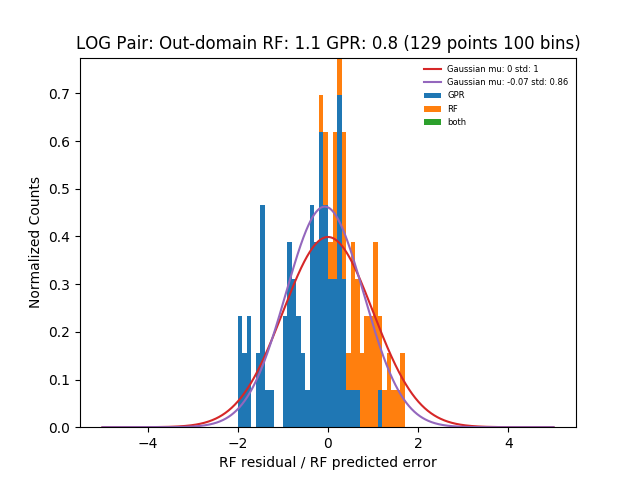 LOG Pair: Out-domain RF: 1.1 GPR: 0.8 (129 points 100 bins)
Gaussian mu: 0 std: 1
Gaussian mu: -0.07 std: 0.86
GPR
RF
both
Normalized Counts
0.7
0.6
0.5
0.4
0.3
0.2
0.1
0.0
−4 −2 0 2 4
RF residual / RF predicted error